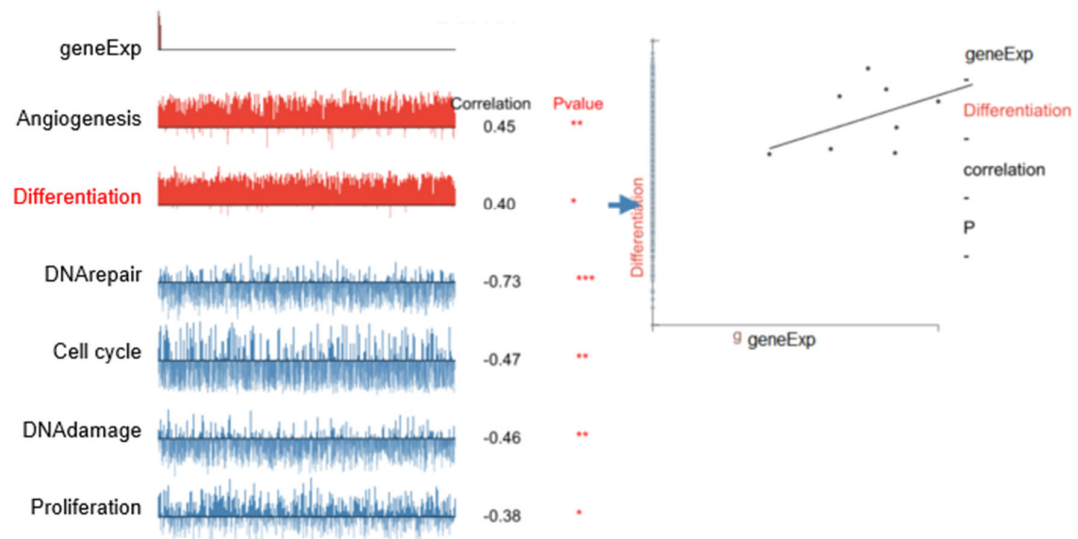 geneExp
Correlation Pvalue
Angiogenesis 0.45 **
Differentiation 0.40 *
DNArepair -0.73 ***
Cell cycle -0.47 **
DNAdamage -0.46 **
Proliferation -0.38 *
Differentiation
g geneExp
geneExp
-
Differentiation
-
correlation
-
P
-